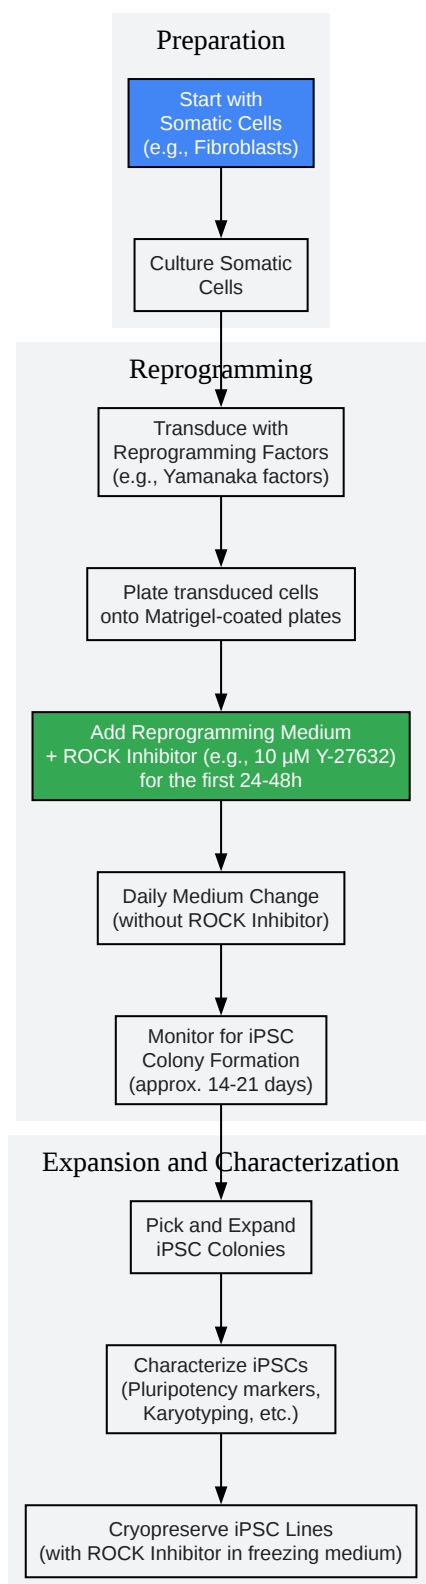 Preparation
Start with
Somatic Cells
(e.g., Fibroblasts)
Culture Somatic
Cells
Reprogramming
Transduce with
Reprogramming Factors
(e.g., Yamanaka factors)
Plate transduced cells
onto Matrigel-coated plates
Add Reprogramming Medium
+ ROCK Inhibitor (e.g., 10 µM Y-27632)
for the first 24-48h
Daily Medium Change
(without ROCK Inhibitor)
Monitor for iPSC
Colony Formation
(approx. 14-21 days)
Expansion and Characterization
Pick and Expand
iPSC Colonies
Characterize iPSCs
(Pluripotency markers,
Karyotyping, etc.)
Cryopreserve iPSC Lines
(with ROCK Inhibitor in freezing medium)